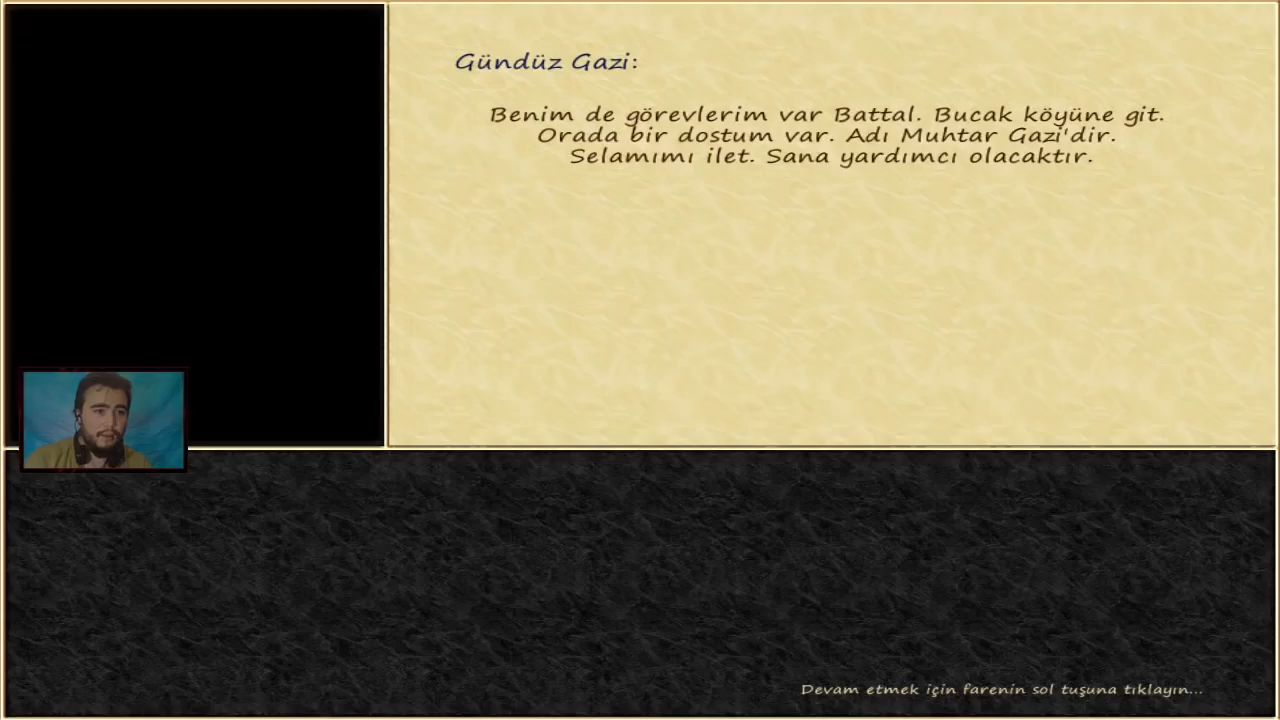 Gündüz Gazi:
Benim de görevlerim var Battal. Bucak köyüne git.
Orada bir dostum var. Adı Muhtar Gazi'dir.
Selamımı ilet. Sana yardımcı olacaktır.
Devam etmek için farenin sol tuşuna tıklayın...